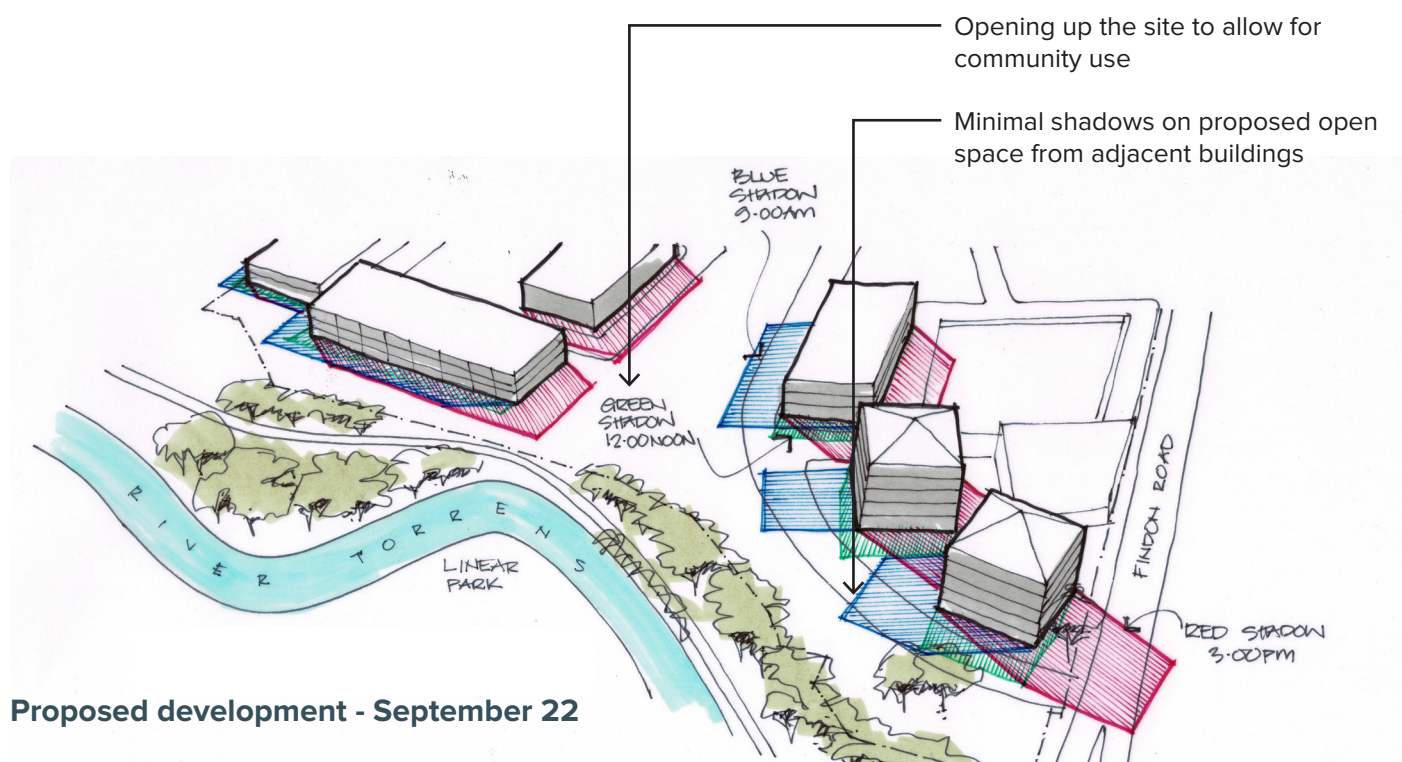 Opening up the site to allow for
community use
Minimal shadows on proposed open
space from adjacent buildings
BLUE
SHADOW
9.00AM
GREEN
SHADOW
12.00NOON
RIVER TORRENS
LINEAR
PARK
FINDON ROAD
RED SHADOW
3.00PM
Proposed development - September 22